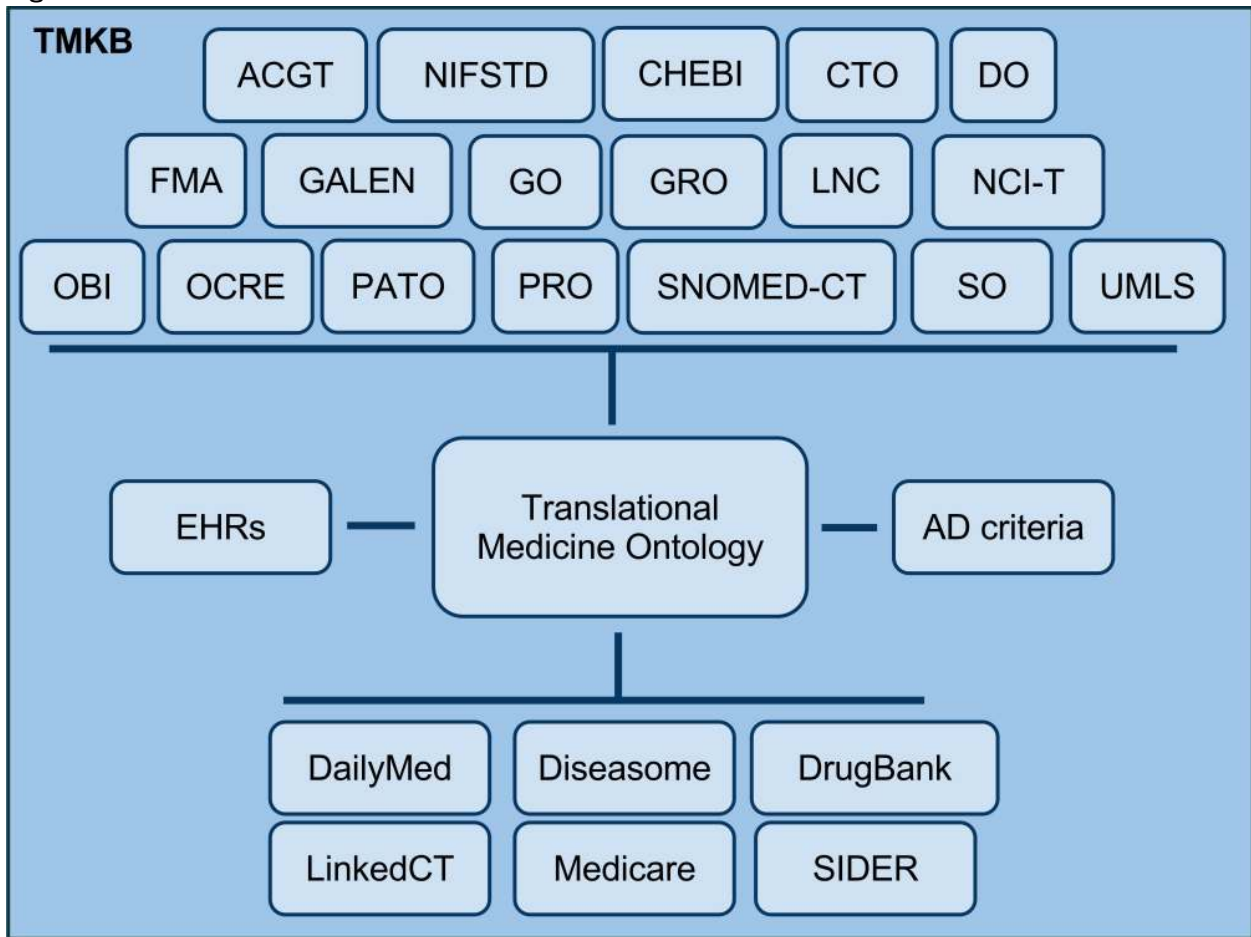 TMKB
ACGT NIFSTD CHEBI CTO DO
FMA GALEN GO GRO LNC NCI-T
OBI OCRE PATO PRO SNOMED-CT SO UMLS
EHRs
Translational
Medicine Ontology
AD criteria
DailyMed Diseasome DrugBank
LinkedCT Medicare SIDER